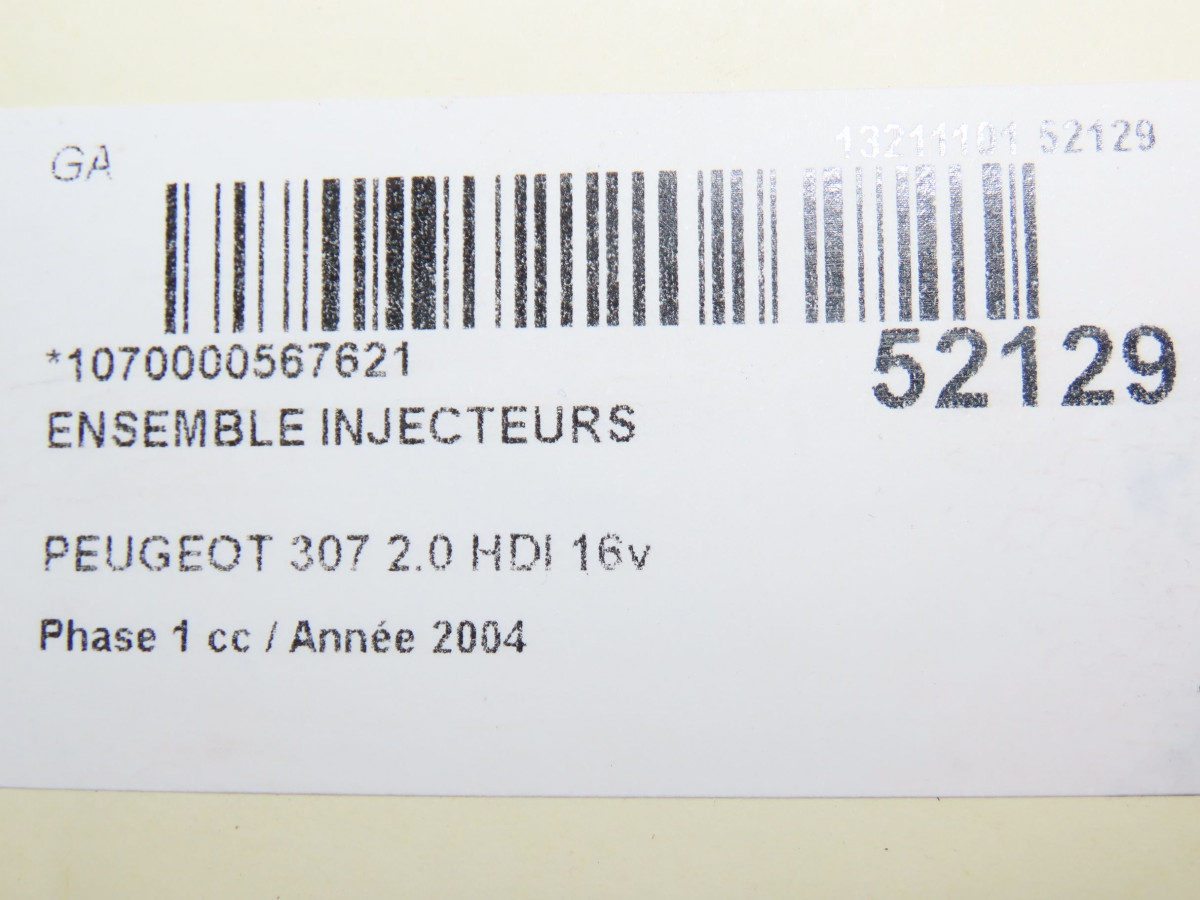 GA
13211101 52129
*1070000567621
52129
ENSEMBLE INJECTEURS
PEUGEOT 307 2.0 HDI 16v
Phase 1 cc / Année 2004